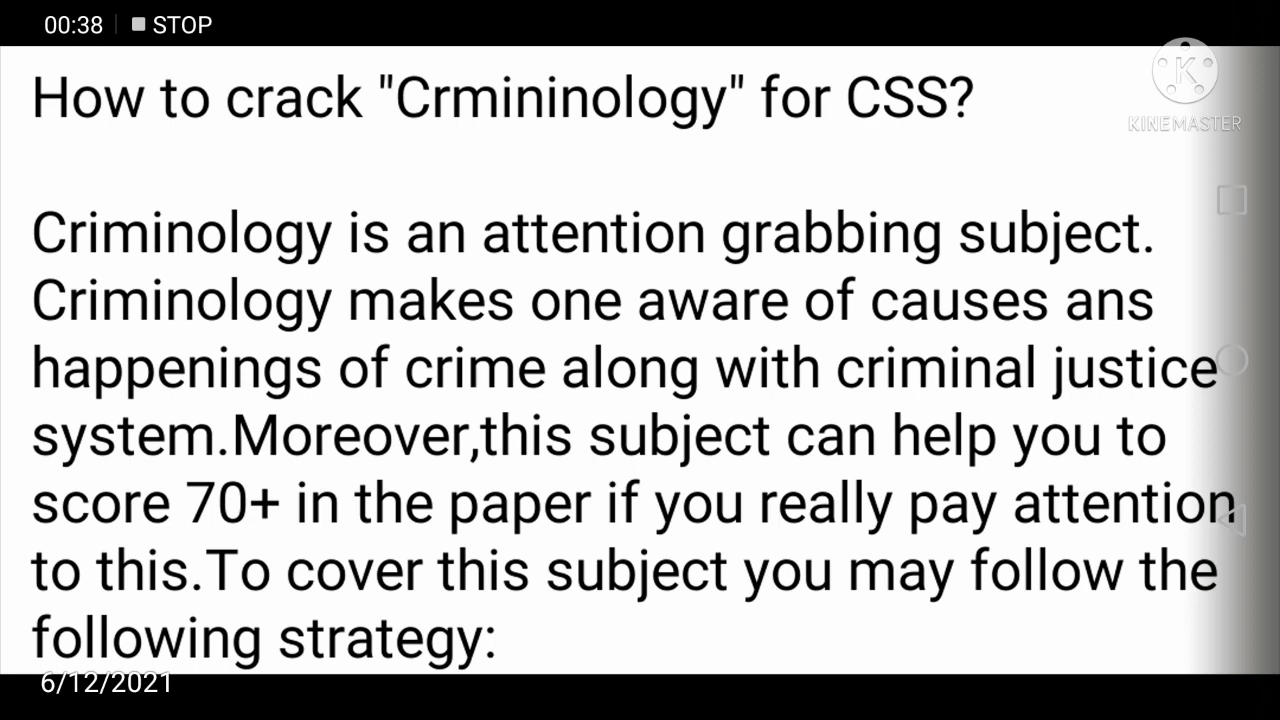 00:38 STOP
KINEMASTER
How to crack "Crmininology" for CSS?
Criminology is an attention grabbing subject.
Criminology makes one aware of causes ans
happenings of crime along with criminal justice
system.Moreover,this subject can help you to
score 70+ in the paper if you really pay attention
to this.To cover this subject you may follow the
following strategy:
6/12/2021